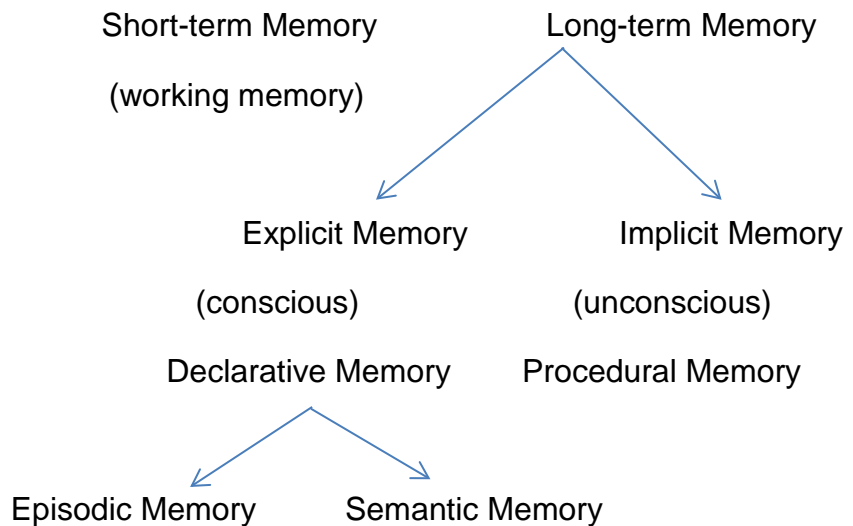 Short-term Memory Long-term Memory
(working memory)
Explicit Memory Implicit Memory
(conscious) (unconscious)
Declarative Memory Procedural Memory
Episodic Memory Semantic Memory